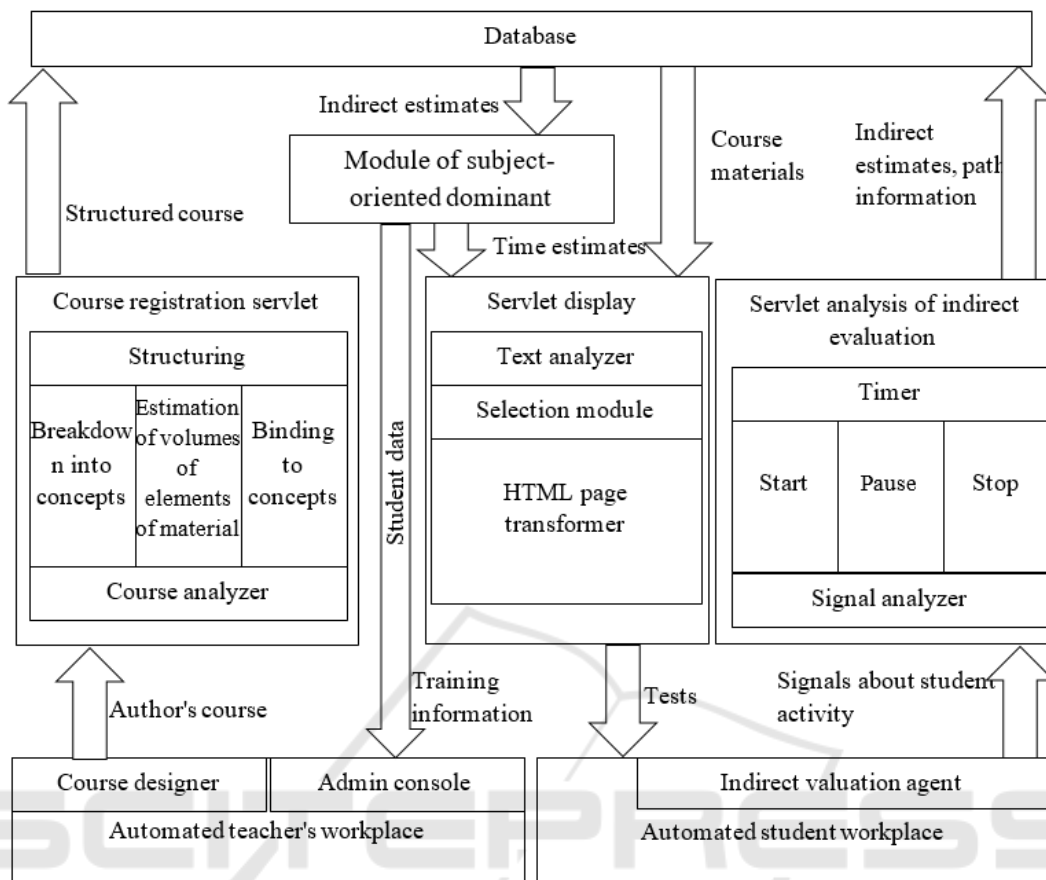 Database
Indirect estimates
Module of subject-
oriented dominant
Course
materials
Indirect
estimates, path
information
Structured course
Time estimates
Course registration servlet
Structuring
Breakdow
n into
concepts
Estimation
of volumes
of
elements
of material
Binding
to
concepts
Course analyzer
Student data
Servlet display
Text analyzer
Selection module
HTML page
transformer
Servlet analysis of indirect
evaluation
Timer
Start
Pause
Stop
Signal analyzer
Author's course
Training
information
Tests
Signals about student
activity
Course designer
Admin console
Automated teacher's workplace
Indirect valuation agent
Automated student workplace
SCITEPRESS